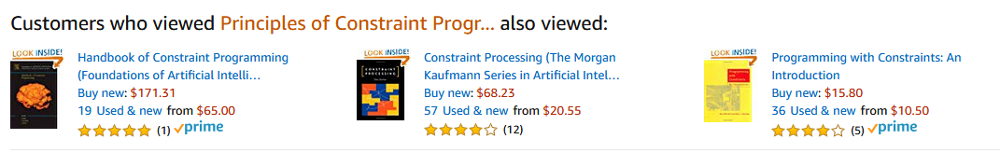 Customers who viewed Principles of Constraint Progr... also viewed:
LOOK INSIDE!
Handbook of Constraint Programming
(Foundations of Artificial Intelli...
Buy new: $171.31
19 Used & new from $65.00
(1) prime
LOOK INSIDE!
CONSTRAINT
PROCESSING
Constraint Processing (The Morgan
Kaufmann Series in Artificial Intel...
Buy new: $68.23
57 Used & new from $20.55
(12)
LOOK INSIDE!
Programming with Constraints: An
Introduction
Buy new: $15.80
36 Used & new from $10.50
(5) prime